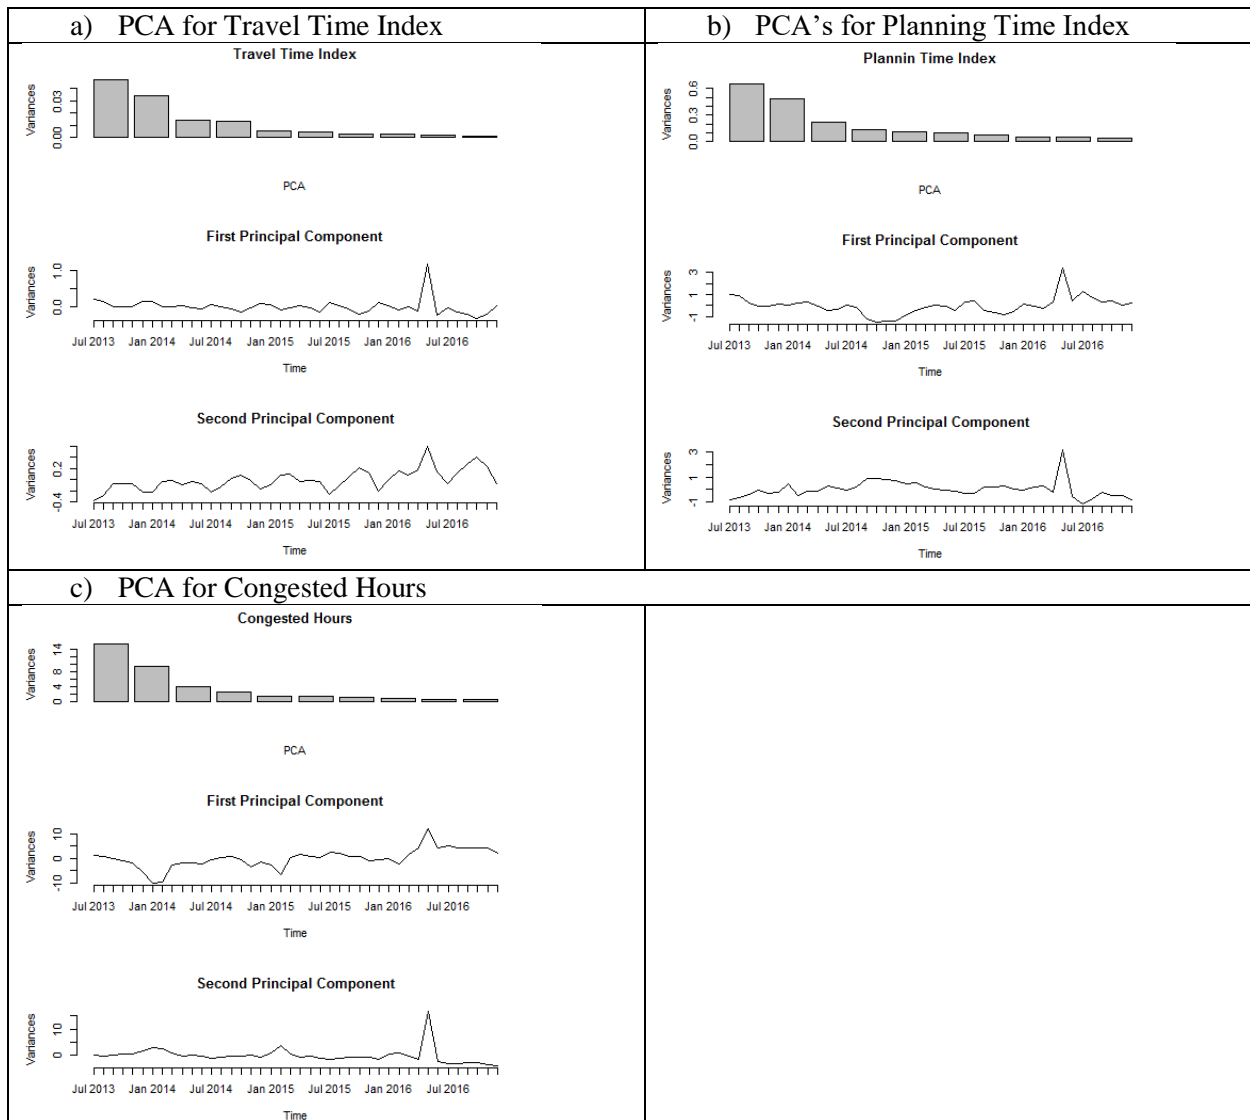 a) PCA for Travel Time Index
Travel Time Index
Variances
0.00 0.03
PCA
First Principal Component
Variances
0.0 1.0
Jul 2013 Jan 2014 Jul 2014 Jan 2015 Jul 2015 Jan 2016 Jul 2016
Time
Second Principal Component
Variances
-0.4 0.2
Jul 2013 Jan 2014 Jul 2014 Jan 2015 Jul 2015 Jan 2016 Jul 2016
Time
b) PCA’s for Planning Time Index
Plannin Time Index
Variances
0.0 0.3 0.6
PCA
First Principal Component
Variances
-1 1 3
Jul 2013 Jan 2014 Jul 2014 Jan 2015 Jul 2015 Jan 2016 Jul 2016
Time
Second Principal Component
Variances
-1 1 3
Jul 2013 Jan 2014 Jul 2014 Jan 2015 Jul 2015 Jan 2016 Jul 2016
Time
c) PCA for Congested Hours
Congested Hours
Variances
0 4 8 14
PCA
First Principal Component
Variances
-10 0 10
Jul 2013 Jan 2014 Jul 2014 Jan 2015 Jul 2015 Jan 2016 Jul 2016
Time
Second Principal Component
Variances
0 10
Jul 2013 Jan 2014 Jul 2014 Jan 2015 Jul 2015 Jan 2016 Jul 2016
Time